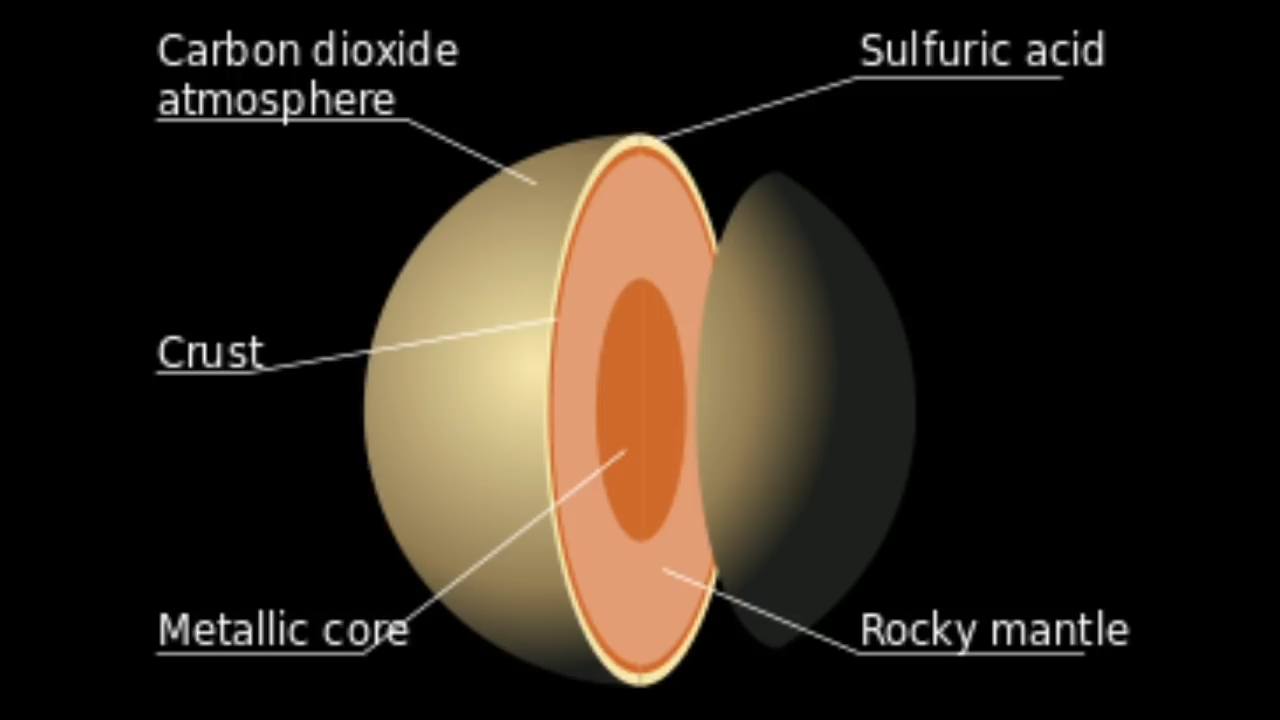 Carbon dioxide
atmosphere
Sulfuric acid
Crust
Metallic core
Rocky mantle